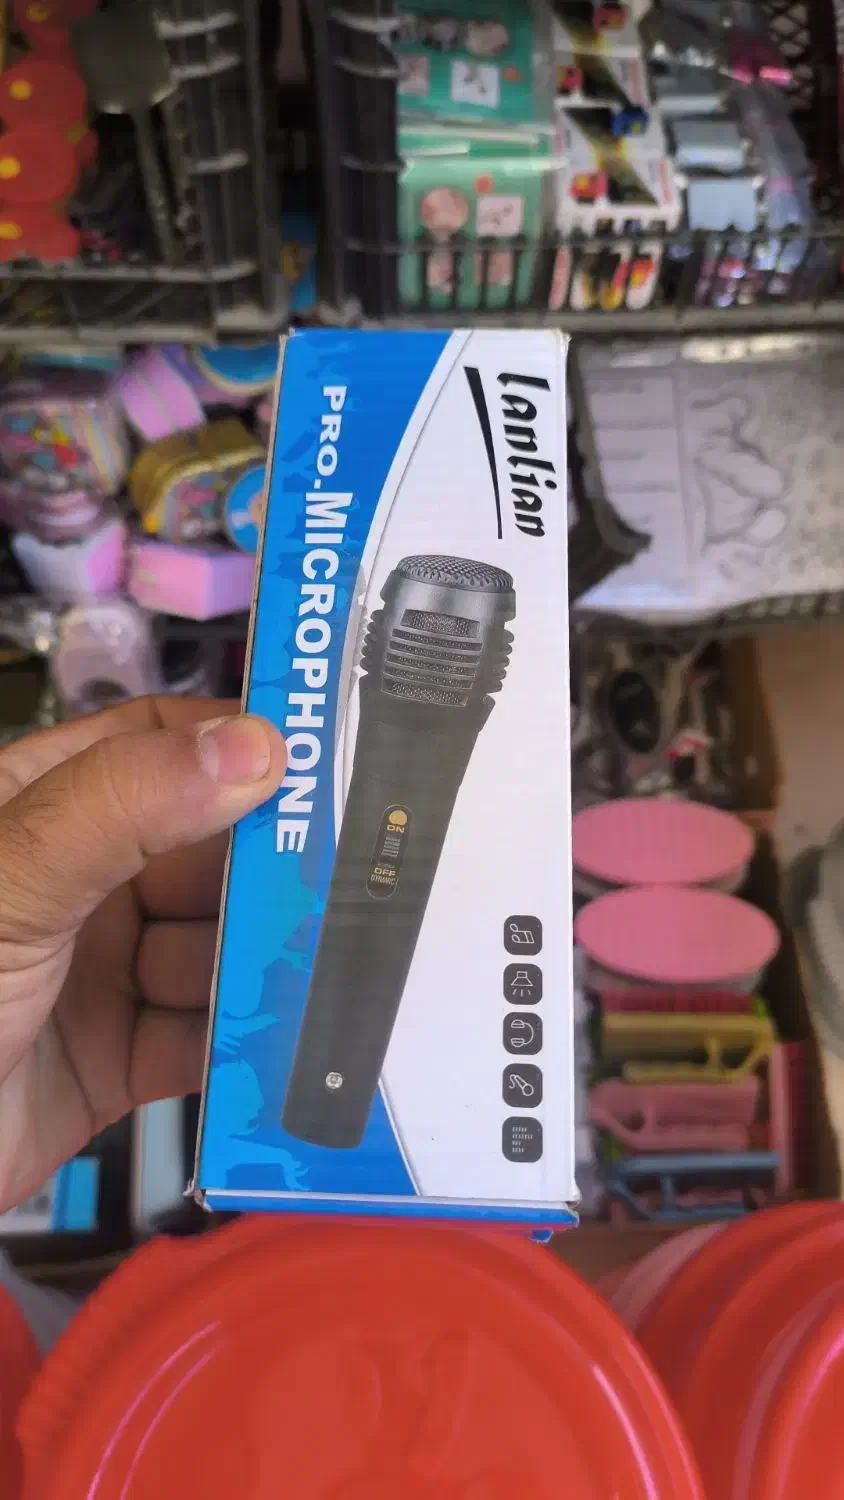 Lanlian
PRO-MICROPHONE
ON
OFF
DYNAMIC